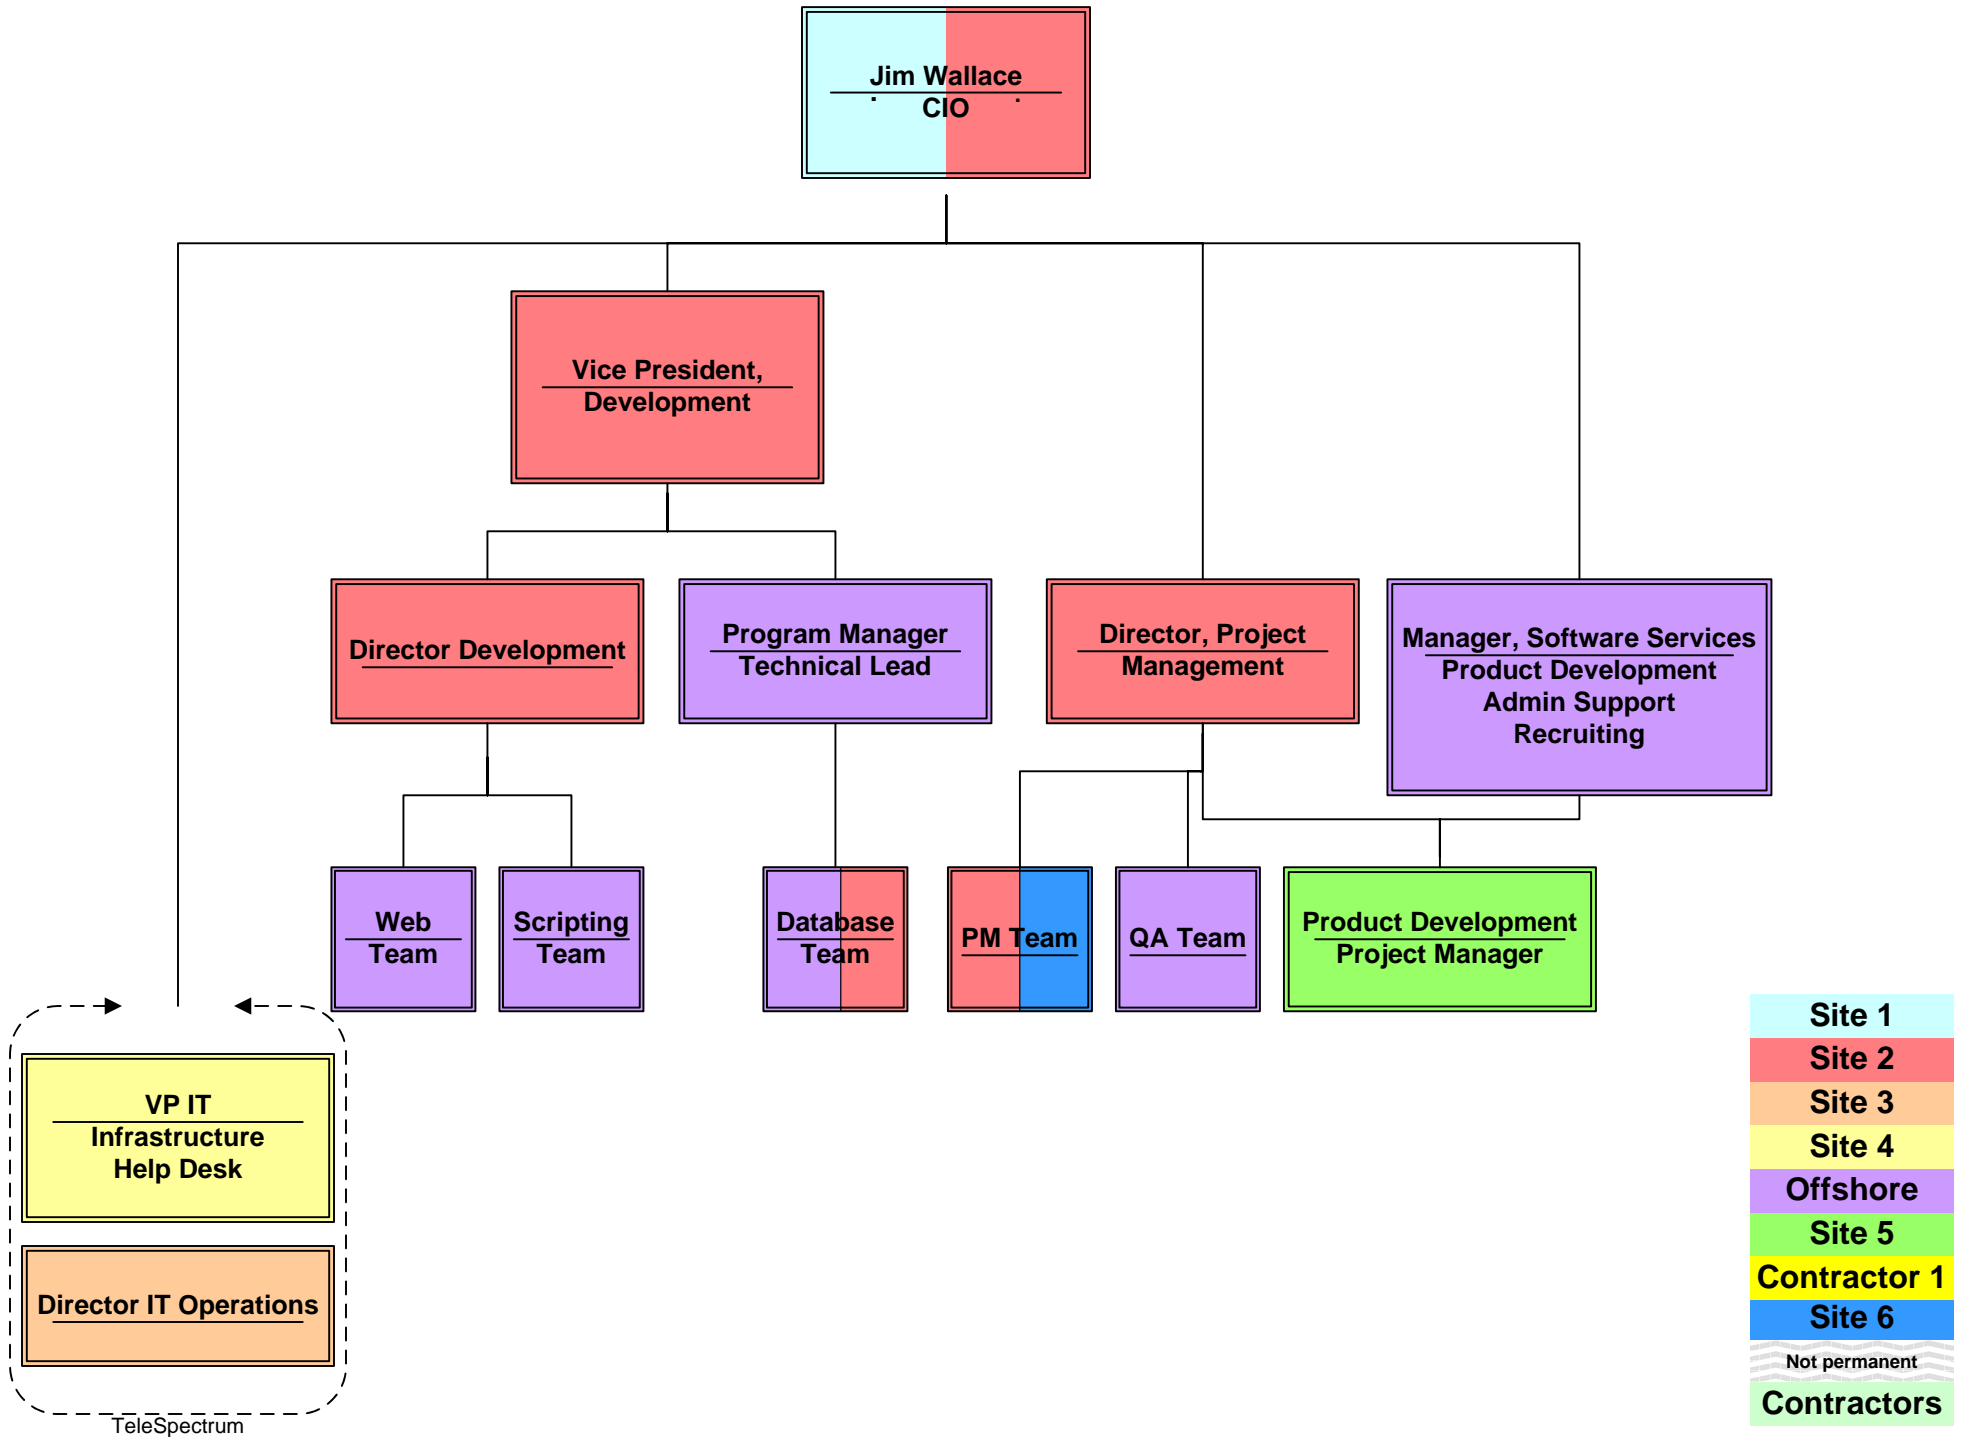 Jim Wallace
CIO
Vice President,
Development
Director Development
Program Manager
Technical Lead
Director, Project
Management
Manager, Software Services
Product Development
Admin Support
Recruiting
Web
Team
Scripting
Team
Database
Team
PM Team
QA Team
Product Development
Project Manager
VP IT
Infrastructure
Help Desk
Director IT Operations
TeleSpectrum
Site 1
Site 2
Site 3
Site 4
Offshore
Site 5
Contractor 1
Site 6
Not permanent
Contractors